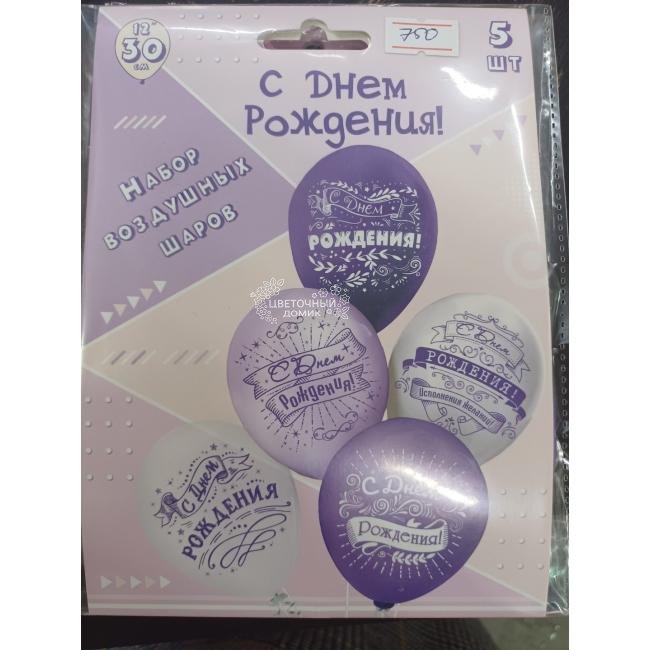 12"
30
см
750
5
шт
С Днем
Рождения!
Набор
воздушных
шаров
С Днем
РОЖДЕНИЯ!
ЦВЕТОЧНЫЙ
ДОМИК
С Днем
Рождения!
С Днем
РОЖДЕНИЯ!
Исполнения желаний!
С Днем
РОЖДЕНИЯ
С Днем
Рождения!